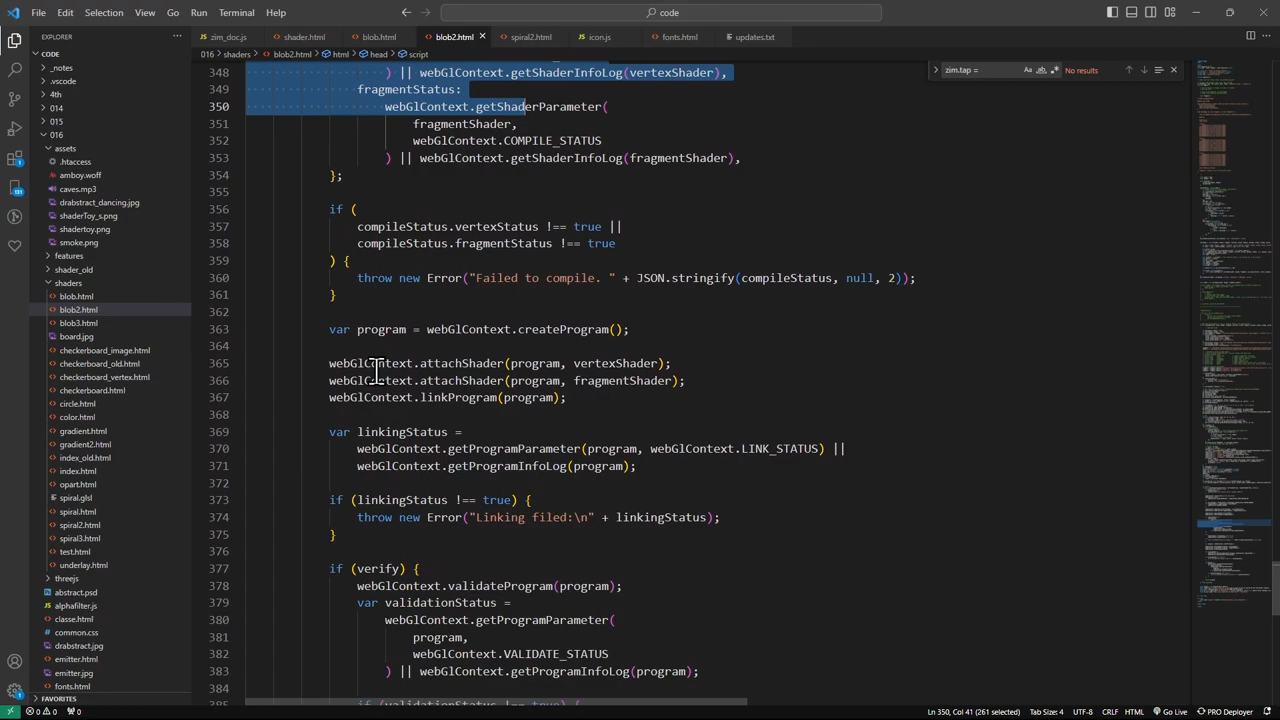 File Edit Selection View Go Run Terminal Help
code
EXPLORER
zim_doc.js
shader.html
blob.html
blob2.html
spiral2.html
icon.js
fonts.html
updates.txt
016 > shaders > blob2.html > html > head > script
zim.tap =
Aa
ab
No results
CODE
_notes
.vscode
4th
014
015
016
assets
.htaccess
amboy.woff
caves.mp3
drabstract_dancing.jpg
shaderToy_s.png
shadertoy.png
smoke.png
features
shader_old
shaders
blob.html
blob2.html
blob3.html
board.jpg
checkerboard_image.html
checkerboard_old.html
checkerboard_vertex.html
checkerboard.html
circle.html
color.html
gradient.html
gradient2.html
index_old.html
index.html
opart.html
spiral.glsl
spiral.html
spiral2.html
spiral3.html
test.html
underlay.html
threejs
abstract.psd
alphafilter.js
classe.html
common.css
drabstract.jpg
emitter.html
emitter.jpg
fonts.html
FAVORITES
348 ) || webGlContext.getShaderInfoLog(vertexShader),
349 fragmentStatus:
350 webGlContext.getShaderParameter(
351 fragmentShader,
352 webGlContext.COMPILE_STATUS
353 ) || webGlContext.getShaderInfoLog(fragmentShader),
354 };
355
356 if (
357 compileStatus.vertexStatus !== true ||
358 compileStatus.fragmentStatus !== true
359 ) {
360 throw new Error("Fail to compile." + JSON.stringify(compileStatus, null, 2));
361 }
362
363 var program = webGlContext.createProgram();
364
365 webGlContext.attachShader(program, vertexShader);
366 webGlContext.attachShader(program, fragmentShader);
367 webGlContext.linkProgram(program);
368
369 var linkingStatus =
370 webGlContext.getProgramParameter(program, webGlContext.LINK_STATUS) ||
371 webGlContext.getProgramInfoLog(program);
372
373 if (linkingStatus !== true) {
374 throw new Error("Linking failed:\n" + linkingStatus);
375 }
376
377 if (verify) {
378 webGlContext.validateProgram(program);
379 var validationStatus =
380 webGlContext.getProgramParameter(
381 program,
382 webGlContext.VALIDATE_STATUS
383 ) || webGlContext.getProgramInfoLog(program);
384
385 if (validationStatus !== true) {
0 0 0
Ln 350, Col 41 (261 selected) Tab Size: 4 UTF-8 CRLF HTML Go Live PRO Deployer